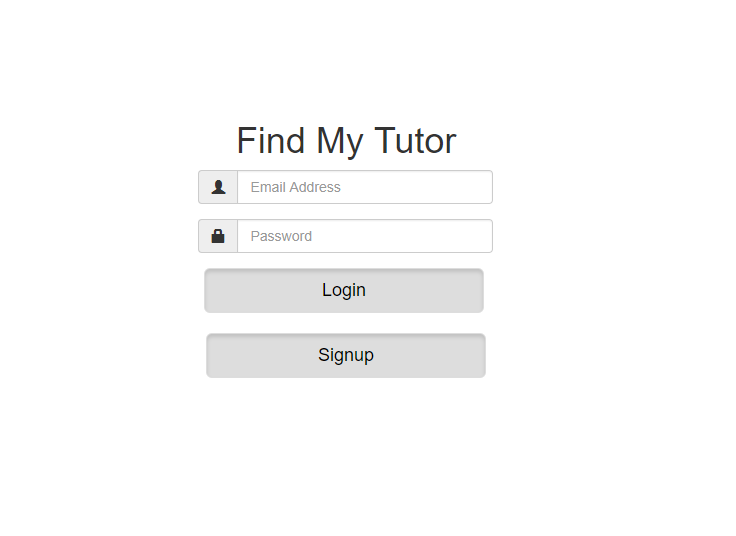 Find My Tutor
Email Address
Password
Login
Signup